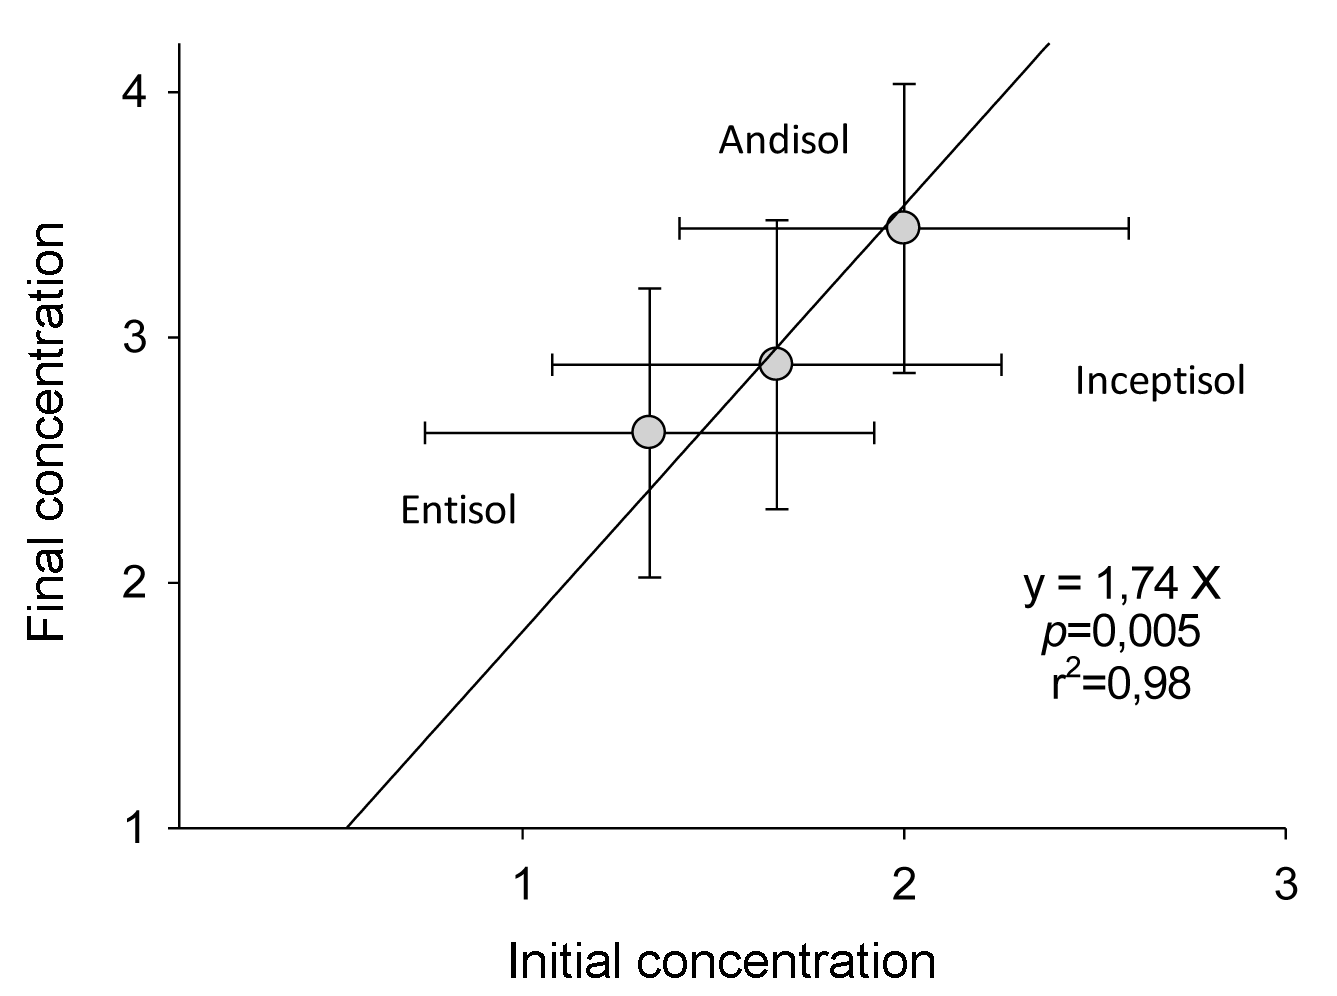 4
Andisol
3
Inceptisol
Entisol
2
y = 1,74 X
p=0,005
r²=0,98
1
1 2 3
Initial concentration
Final concentration